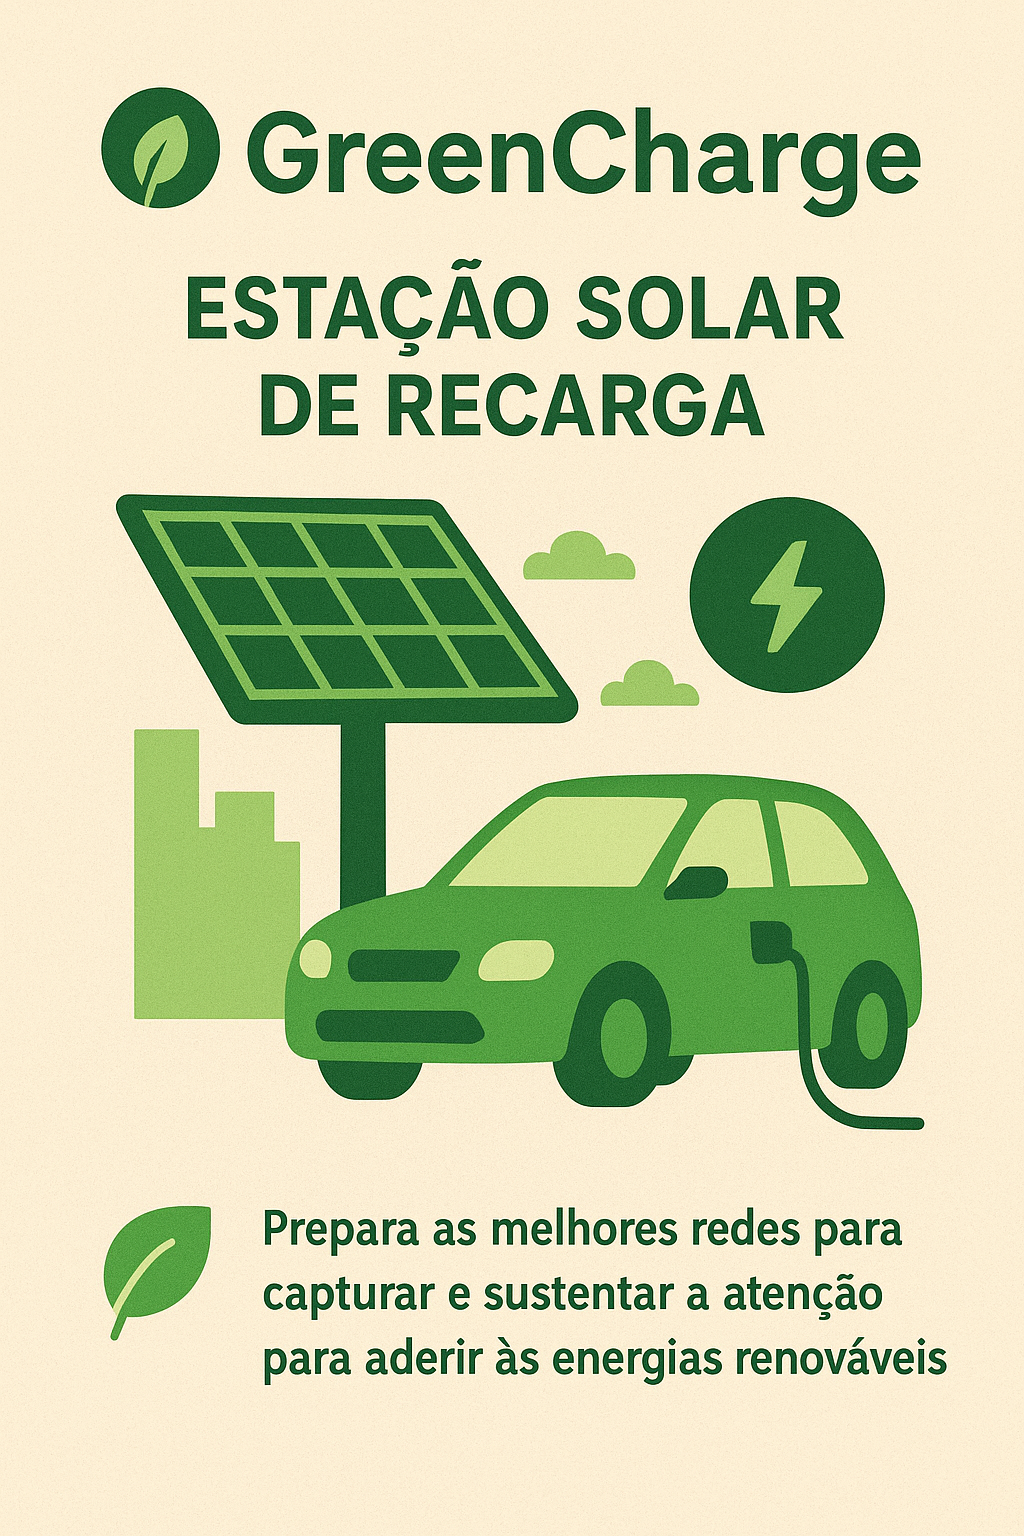 GreenCharge
ESTAÇÃO SOLAR
DE RECARGA
Prepara as melhores redes para
capturar e sustentar a atenção
para aderir às energias renováveis